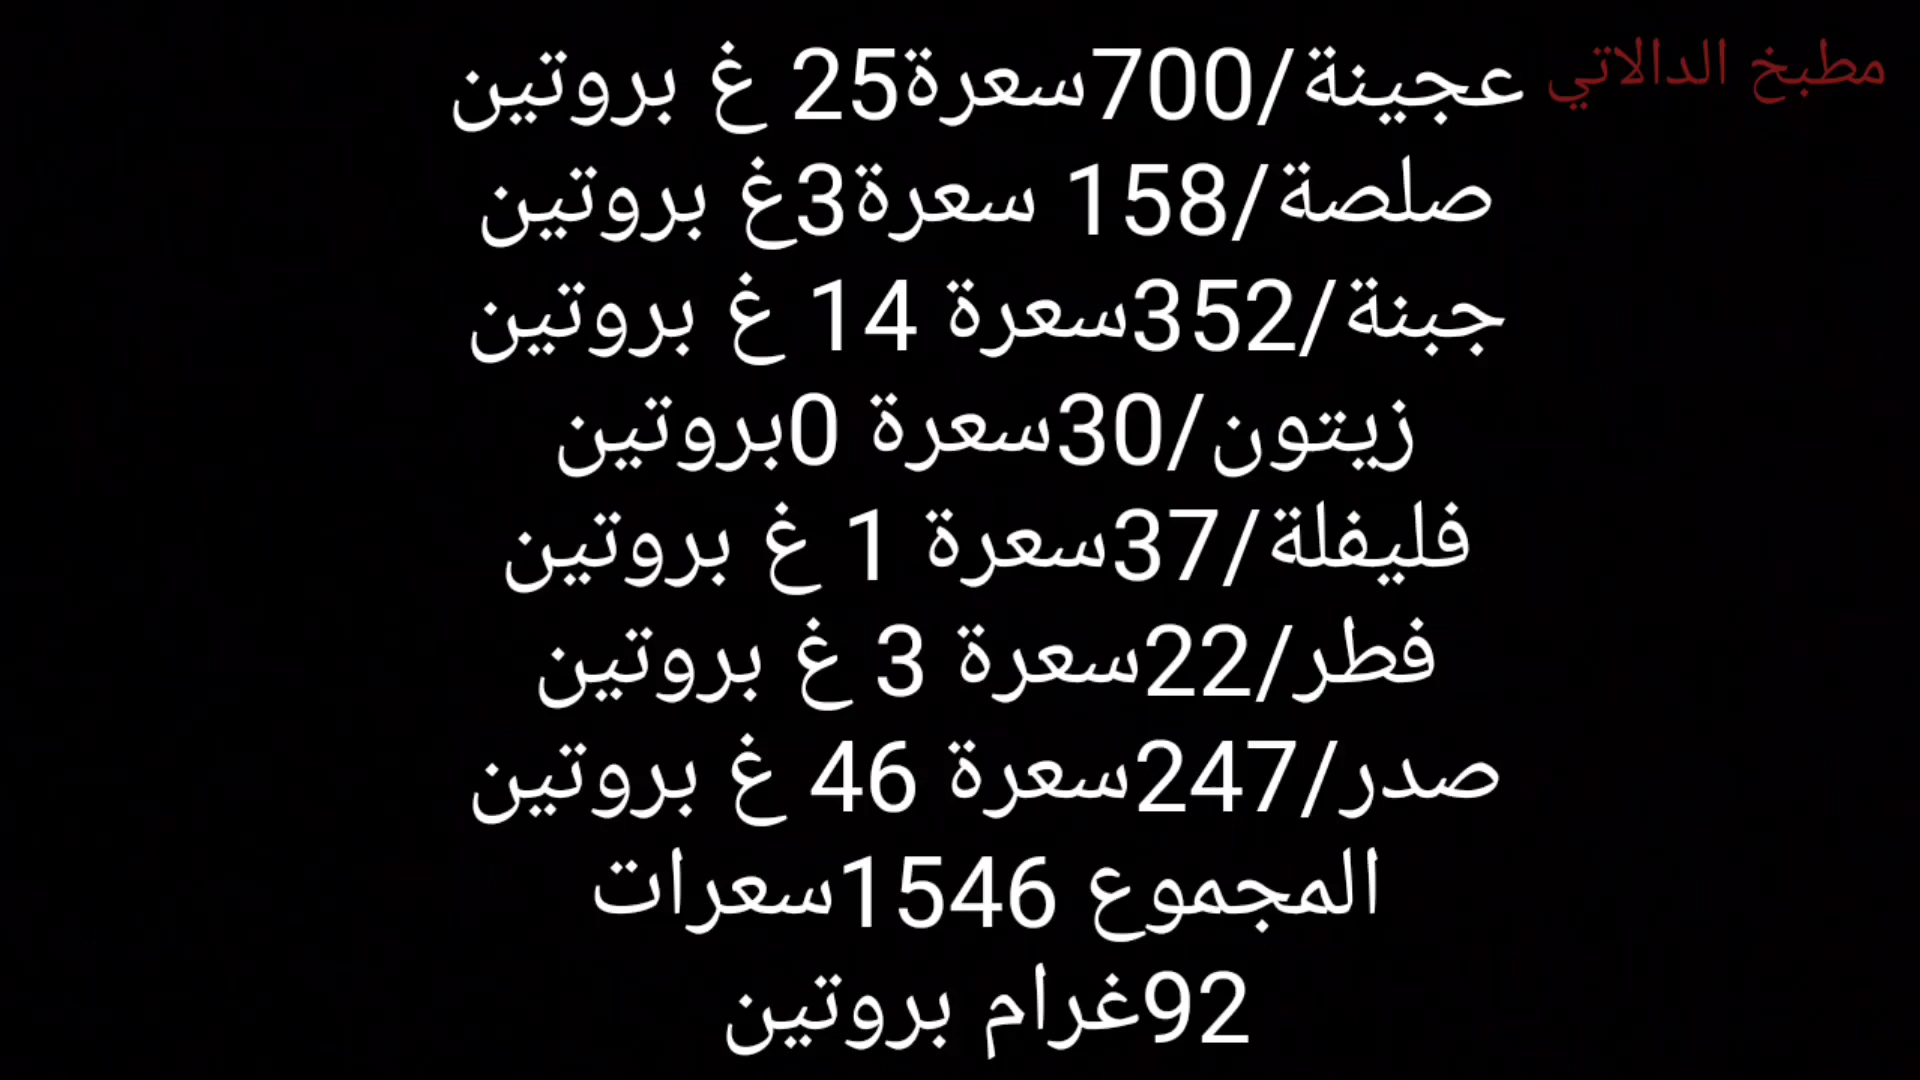 مطبخ الدالاتي
عجينة/700سعرة25 غ بروتين
صلصة/158 سعرة3غ بروتين
جبنة/352سعرة 14 غ بروتين
زيتون/30سعرة 0بروتين
فليفلة/37سعرة 1 غ بروتين
فطر/22سعرة 3 غ بروتين
صدر/247سعرة 46 غ بروتين
المجموع 1546سعرات
92غرام بروتين